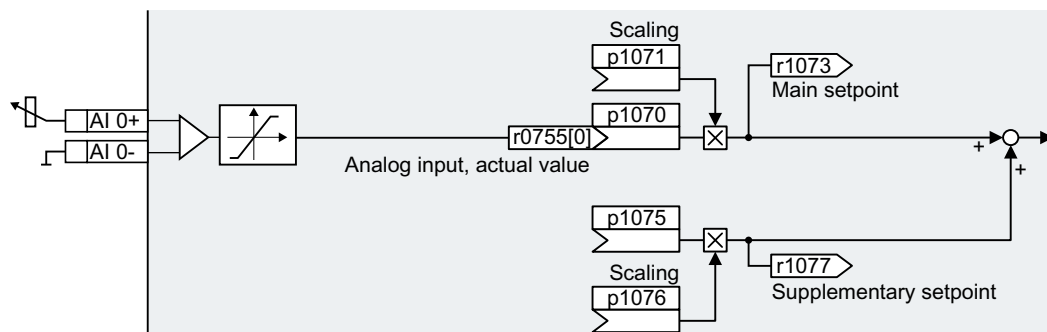 Scaling
p1071
r1073
Main setpoint
AI 0+
p1070
r0755[0]
AI 0-
Analog input, actual value
+
+
p1075
Scaling
r1077
p1076
Supplementary setpoint